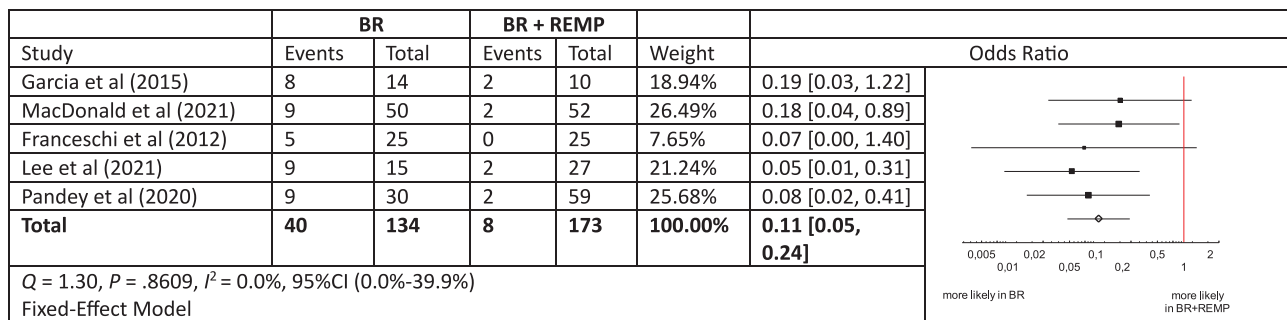 BR BR + REMP
Study Events Total Events Total Weight Odds Ratio
Garcia et al (2015) 8 14 2 10 18.94% 0.19 [0.03, 1.22]
MacDonald et al (2021) 9 50 2 52 26.49% 0.18 [0.04, 0.89]
Franceschi et al (2012) 5 25 0 25 7.65% 0.07 [0.00, 1.40]
Lee et al (2021) 9 15 2 27 21.24% 0.05 [0.01, 0.31]
Pandey et al (2020) 9 30 2 59 25.68% 0.08 [0.02, 0.41]
Total 40 134 8 173 100.00% 0.11 [0.05,
0.24]
Q = 1.30, P = .8609, I² = 0.0%, 95%CI (0.0%-39.9%)
Fixed-Effect Model
0,005 0,02 0,1 0,5 2
0,01 0,05 0,2 1
more likely in BR more likely
in BR+REMP